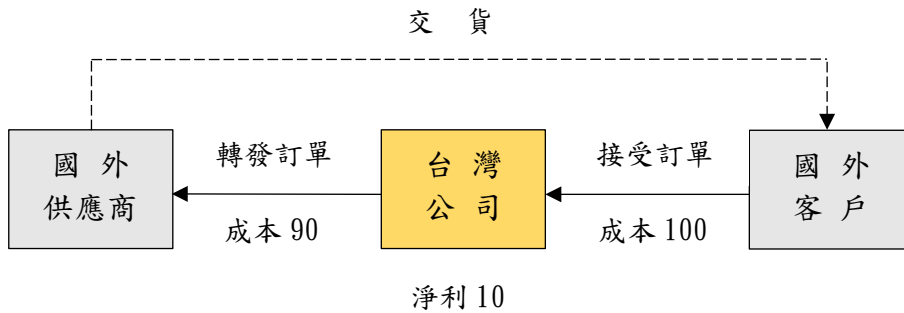 交 貨
國 外
供應商
轉發訂單
成本 90
台 灣
公 司
接受訂單
成本 100
國 外
客 戶
淨利 10